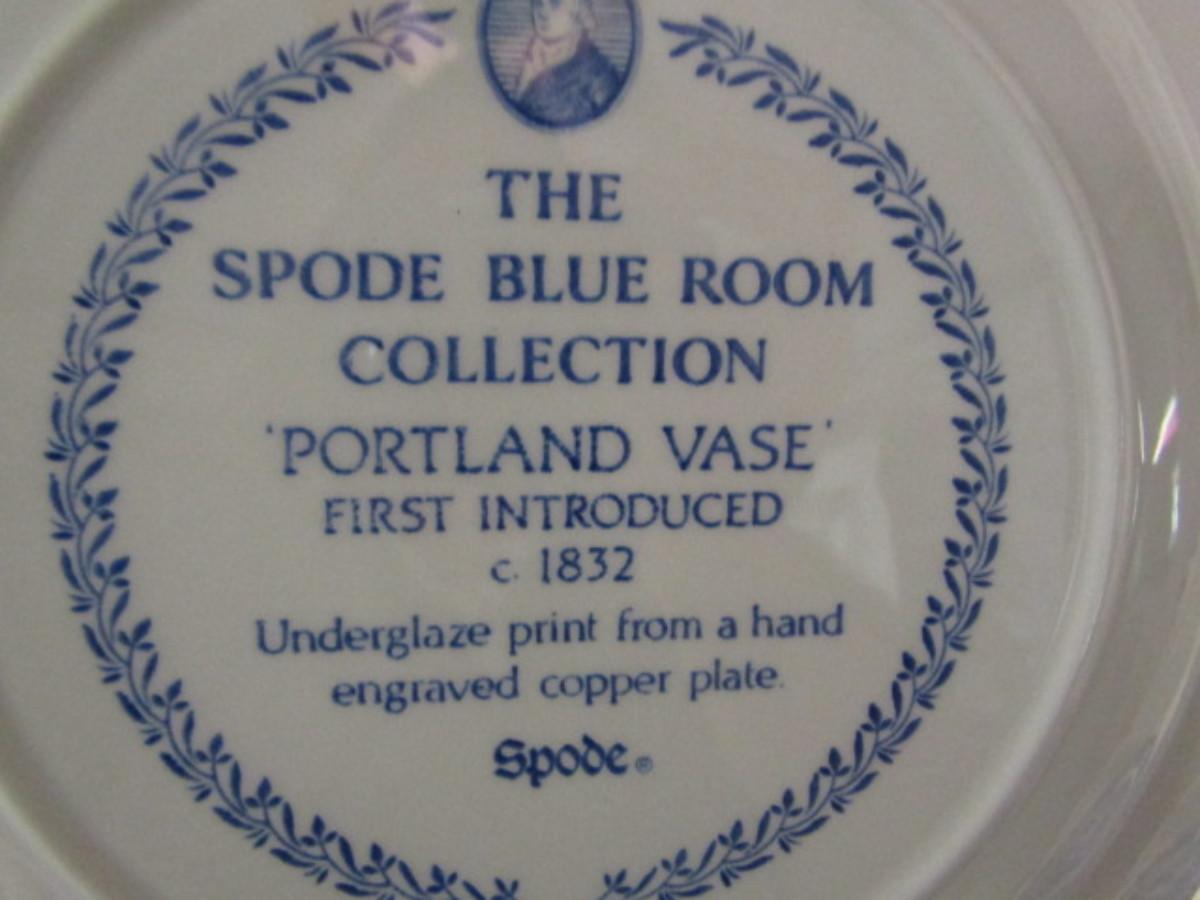 THE
SPODE BLUE ROOM
COLLECTION
'PORTLAND VASE'
FIRST INTRODUCED
c. 1832
Underglaze print from a hand
engraved copper plate.
Spode®